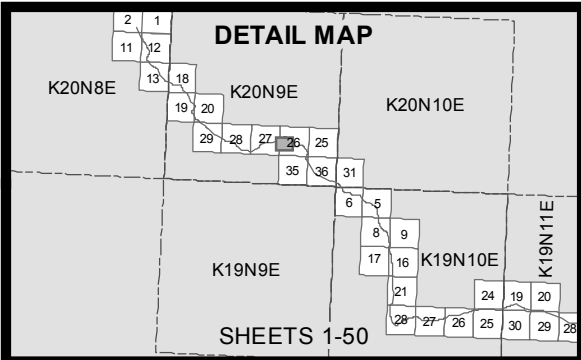 2 1
DETAIL MAP
11 12
K20N8E
13 18
K20N9E
K20N10E
19 20
29 28 27 26 25
35 36 31
6 5
8 9
K19N11E
17 16
K19N10E
K19N9E
21
24 19 20
28 27 26 25 30 29 28
SHEETS 1-50